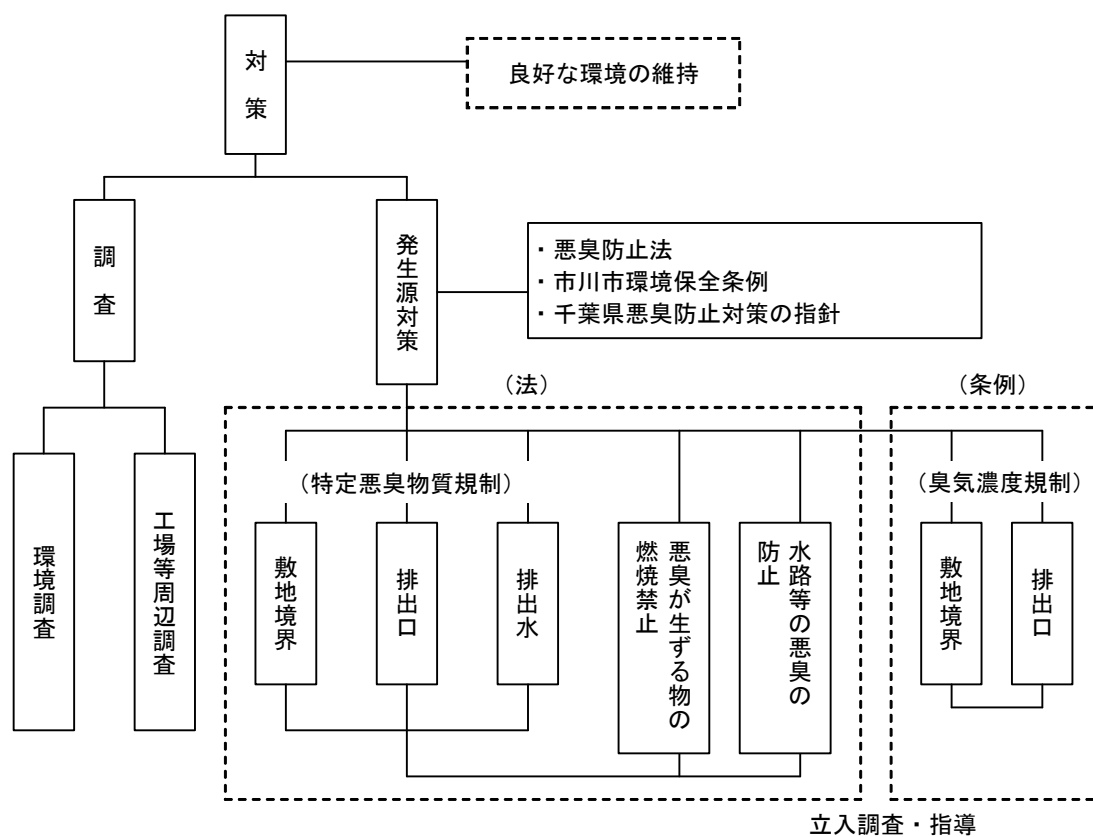 対策
良好な環境の維持
調査
発生源対策
・悪臭防止法
・市川市環境保全条例
・千葉県悪臭防止対策の指針
（法）
（条例）
（特定悪臭物質規制）
（臭気濃度規制）
環境調査
工場等周辺調査
敷地境界
排出口
排出水
悪臭が生ずる物の
燃焼禁止
水路等の悪臭の
防止
敷地境界
排出口
立入調査・指導